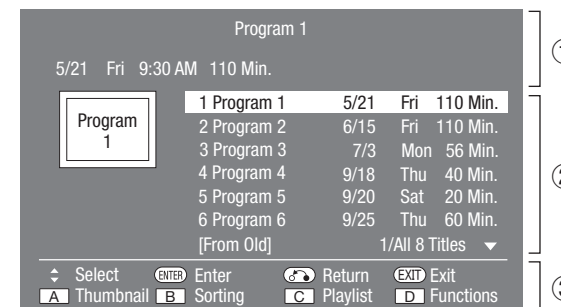 Program 1
5/21 Fri 9:30 AM 110 Min.
Program
1
1 Program 1 5/21 Fri 110 Min.
2 Program 2 6/15 Fri 110 Min.
3 Program 3 7/3 Mon 56 Min.
4 Program 4 9/18 Thu 40 Min.
5 Program 5 9/20 Sat 20 Min.
6 Program 6 9/25 Thu 60 Min.
[From Old] 1/All 8 Titles
Select ENTER Enter Return EXIT Exit
A Thumbnail B Sorting C Playlist D Functions